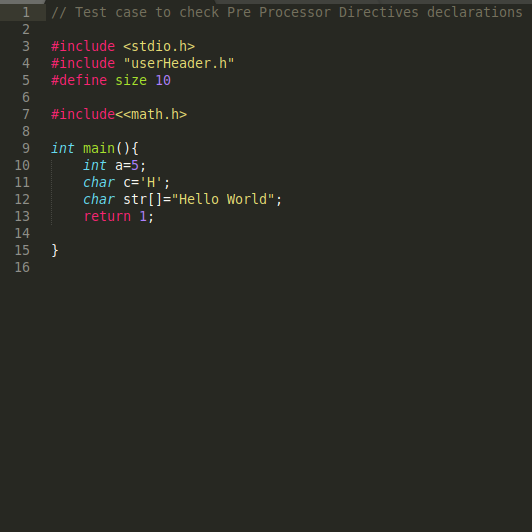 1 // Test case to check Pre Processor Directives declarations
2
3 #include <stdio.h>
4 #include "userHeader.h"
5 #define size 10
6
7 #include<<math.h>
8
9 int main(){
10     int a=5;
11     char c='H';
12     char str[]="Hello World";
13     return 1;
14
15 }
16